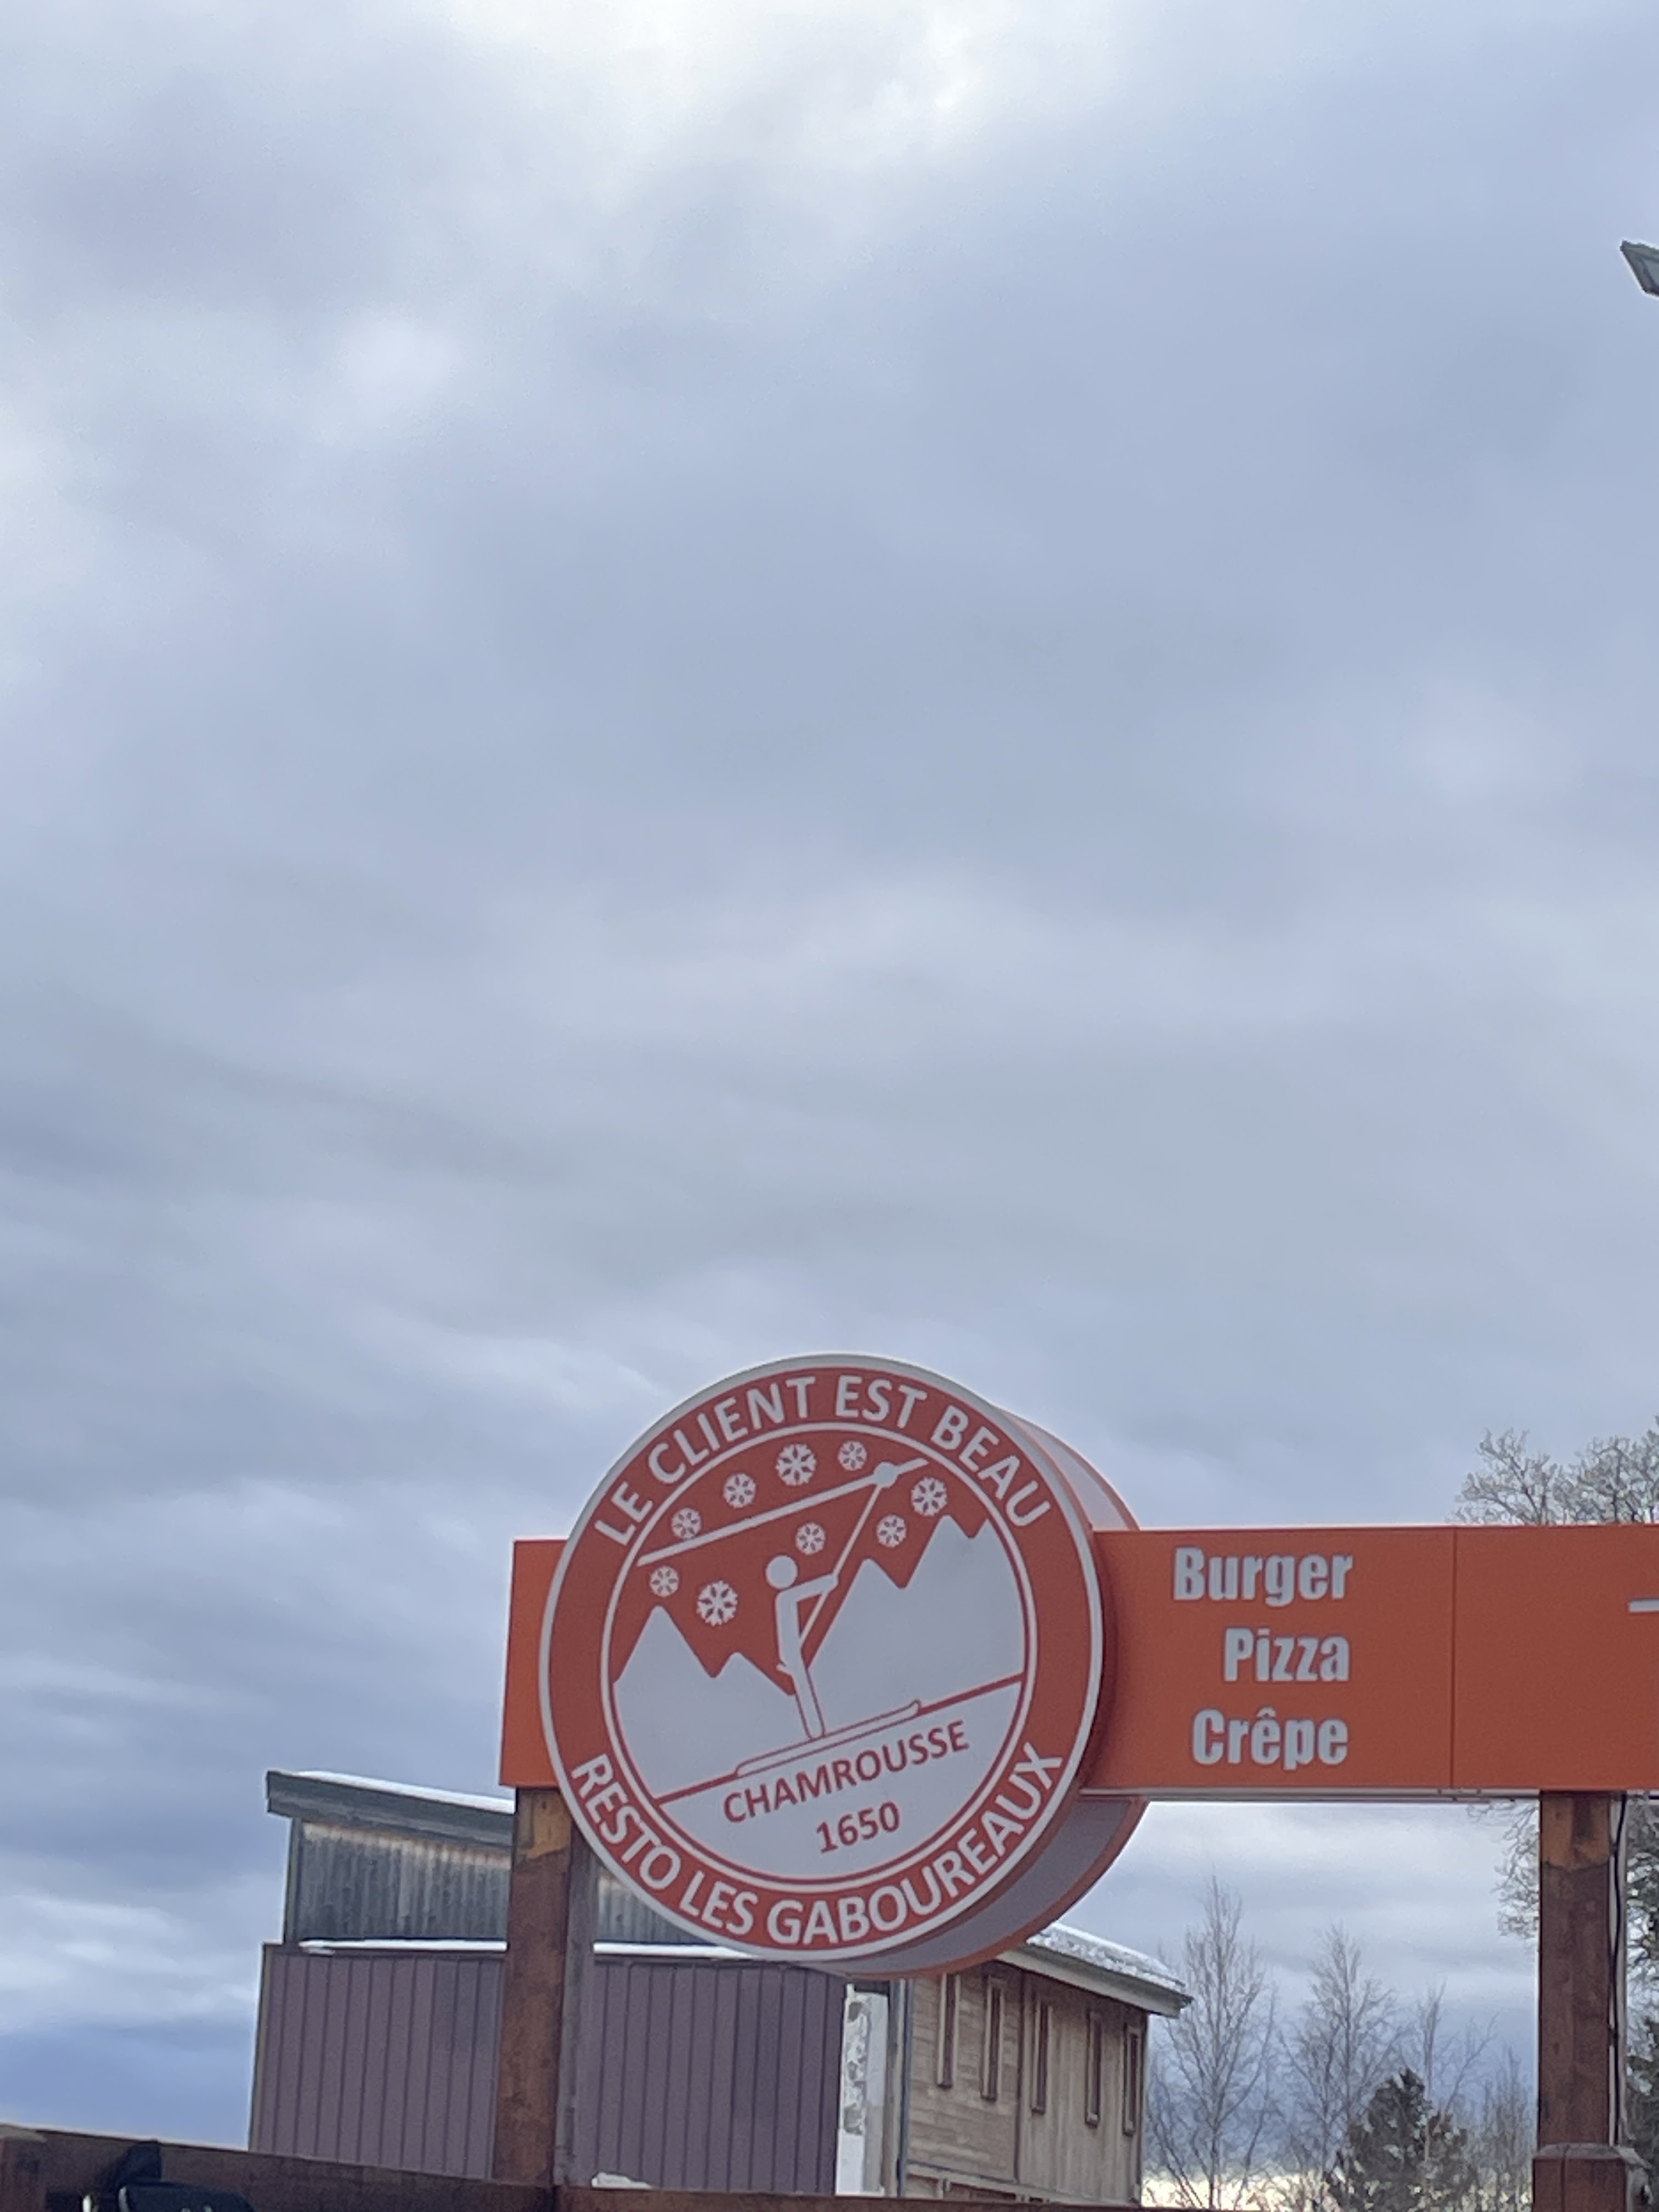 LE CLIENT EST BEAU
CHAMROUSSE
1650
RESTO LES GABOUREAUX
Burger
Pizza
Crêpe